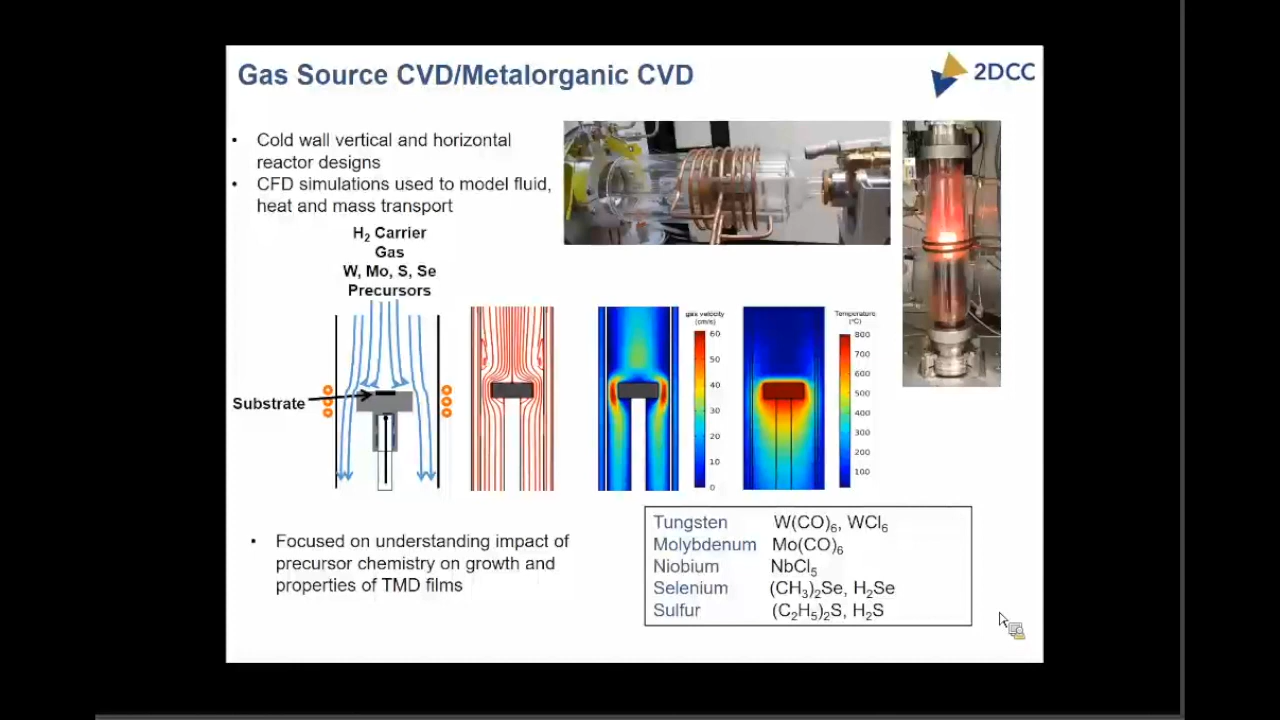 Gas Source CVD/Metalorganic CVD
2DCC
• Cold wall vertical and horizontal
reactor designs
• CFD simulations used to model fluid,
heat and mass transport
H₂ Carrier
Gas
W, Mo, S, Se
Precursors
Substrate
gas velocity
(cm/s)
60
50
40
30
20
10
0
Temperature
(°C)
800
700
600
500
400
300
200
100
• Focused on understanding impact of
precursor chemistry on growth and
properties of TMD films
Tungsten W(CO)₆, WCl₆
Molybdenum Mo(CO)₆
Niobium NbCl₅
Selenium (CH₃)₂Se, H₂Se
Sulfur (C₂H₅)₂S, H₂S